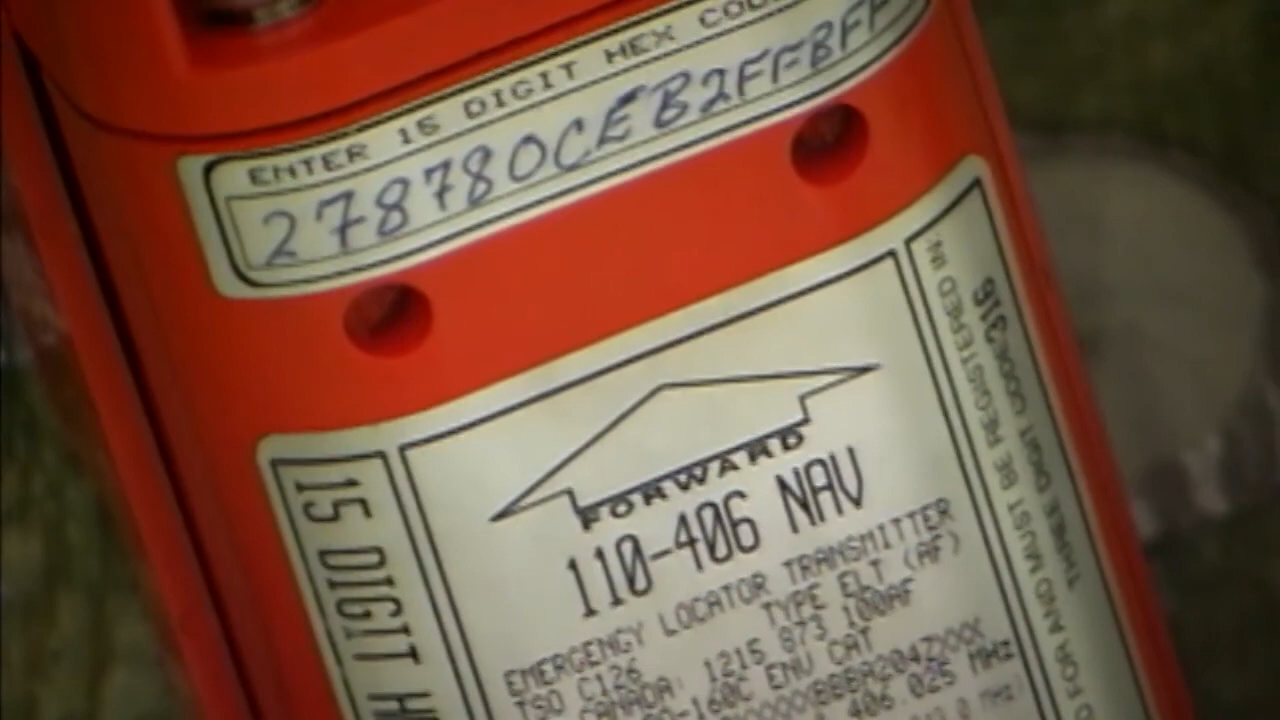 ENTER 15 DIGIT HEX CODE
278780CEB2FFBFF
FORWARD
110-406 NAV
EMERGENCY LOCATOR TRANSMITTER
TYPE ELT (AF)
TSO C126
CANADA: 1215 873 100AF
ENV CAT
406.025 MHz
15 DIGIT H
FOR AND MUST BE REGISTERED IN:
THREE DIGIT CODE 316